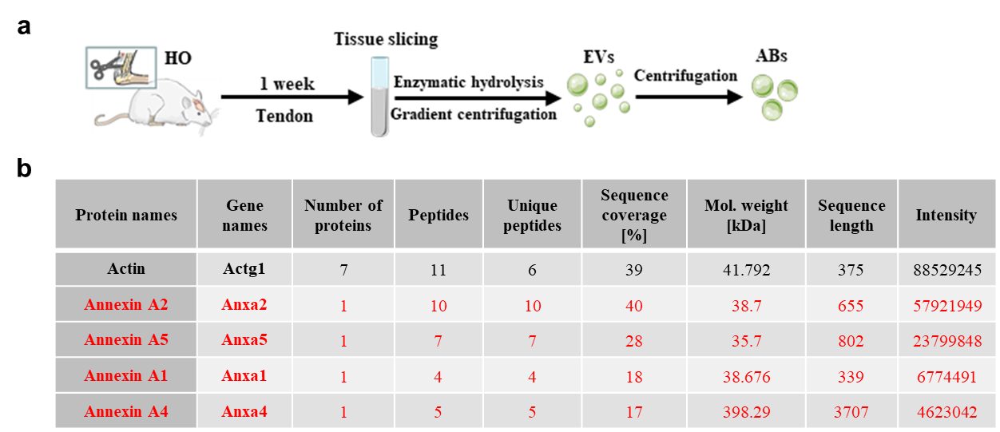 a
HO
1 week
Tendon
Tissue slicing
Enzymatic hydrolysis
Gradient centrifugation
EVs
Centrifugation
ABs
b
Protein names Gene names Number of proteins Peptides Unique peptides Sequence coverage [%] Mol. weight [kDa] Sequence length Intensity
Actin Actg1 7 11 6 39 41.792 375 88529245
Annexin A2 Anxa2 1 10 10 40 38.7 655 57921949
Annexin A5 Anxa5 1 7 7 28 35.7 802 23799848
Annexin A1 Anxa1 1 4 4 18 38.676 339 6774491
Annexin A4 Anxa4 1 5 5 17 398.29 3707 4623042